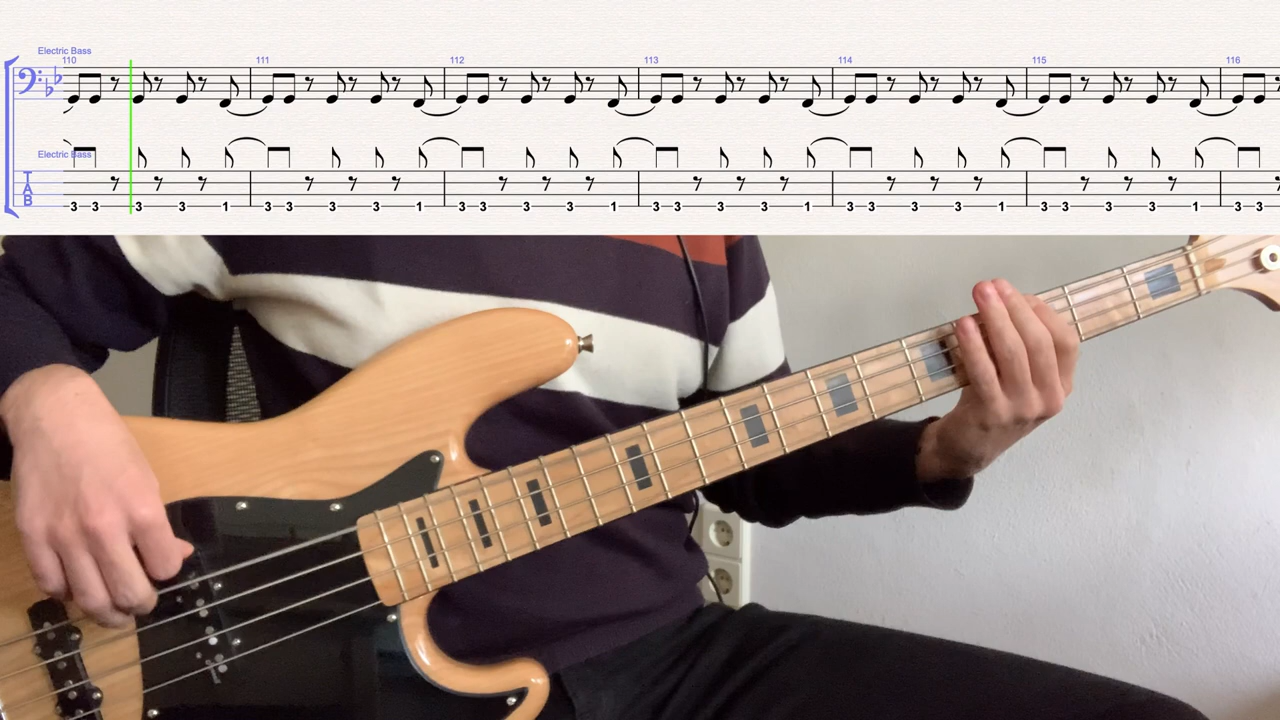 Electric Bass
110 111 112 113 114 115 116
Electric Bass
T
A
B
3 3 3 3 1 3 3 3 3 1 3 3 3 3 1 3 3 3 3 1 3 3 3 3 1 3 3 3 3 1 3 3